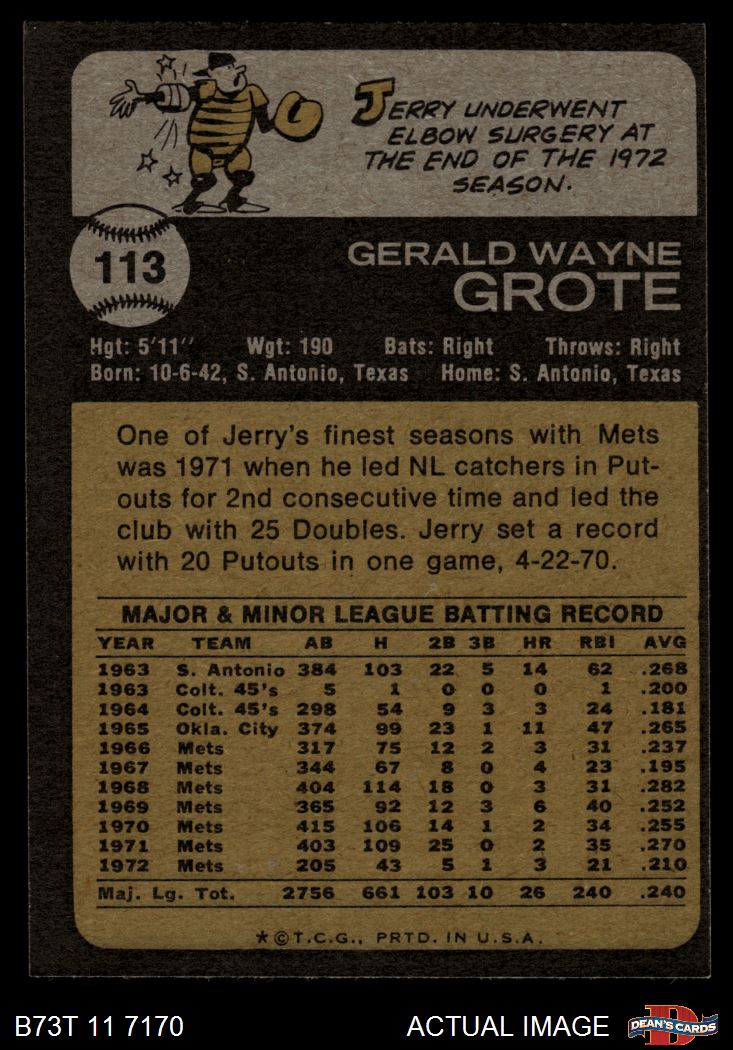 JERRY UNDERWENT
ELBOW SURGERY AT
THE END OF THE 1972
SEASON.
113
GERALD WAYNE
GROTE
Hgt: 5'11" Wgt: 190 Bats: Right Throws: Right
Born: 10-6-42, S. Antonio, Texas Home: S. Antonio, Texas
One of Jerry's finest seasons with Mets
was 1971 when he led NL catchers in Put-
outs for 2nd consecutive time and led the
club with 25 Doubles. Jerry set a record
with 20 Putouts in one game, 4-22-70.
MAJOR & MINOR LEAGUE BATTING RECORD
YEAR TEAM AB H 2B 3B HR RBI AVG
1963 S. Antonio 384 103 22 5 14 62 .268
1963 Colt. 45's 5 1 0 0 0 1 .200
1964 Colt. 45's 298 54 9 3 3 24 .181
1965 Okla. City 374 99 23 1 11 47 .265
1966 Mets 317 75 12 2 3 31 .237
1967 Mets 344 67 8 0 4 23 .195
1968 Mets 404 114 18 0 3 31 .282
1969 Mets 365 92 12 3 6 40 .252
1970 Mets 415 106 14 1 2 34 .255
1971 Mets 403 109 25 0 2 35 .270
1972 Mets 205 43 5 1 3 21 .210
Maj. Lg. Tot. 2756 661 103 10 26 240 .240
*©T.C.G., PRTD. IN U.S.A.
B73T 11 7170 ACTUAL IMAGE D DEAN'S CARDS